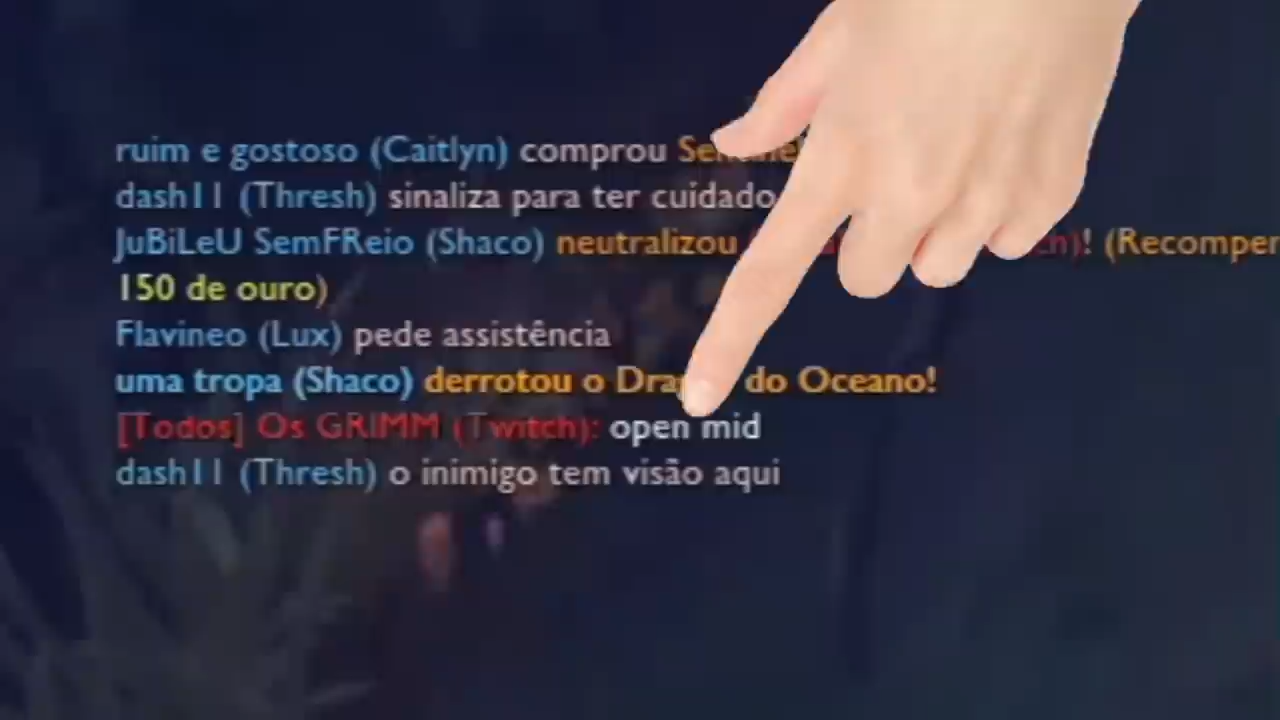 ruim e gostoso (Caitlyn) comprou
dash11 (Thresh) sinaliza para ter cuidado
JuBiLeU SemFReio (Shaco) neutralizou ! (Recompen
150 de ouro)
Flavineo (Lux) pede assistência
uma tropa (Shaco) derrotou o do Oceano!
[Todos] Os GRIMM (Twitch): open mid
dash11 (Thresh) o inimigo tem visão aqui